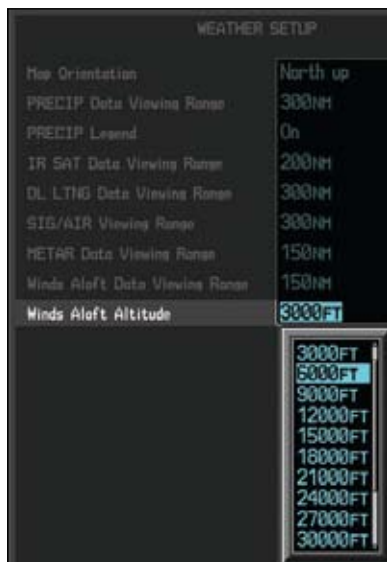 WEATHER SETUP
Map Orientation North up
PRECIP Data Viewing Range 300NM
PRECIP Legend On
IR SAT Data Viewing Range 200NM
DL LTNG Data Viewing Range 300NM
SIG/AIR Viewing Range 300NM
METAR Data Viewing Range 150NM
Winds Aloft Data Viewing Range 150NM
Winds Aloft Altitude 3000FT
3000FT
6000FT
9000FT
12000FT
15000FT
18000FT
21000FT
24000FT
27000FT
30000FT